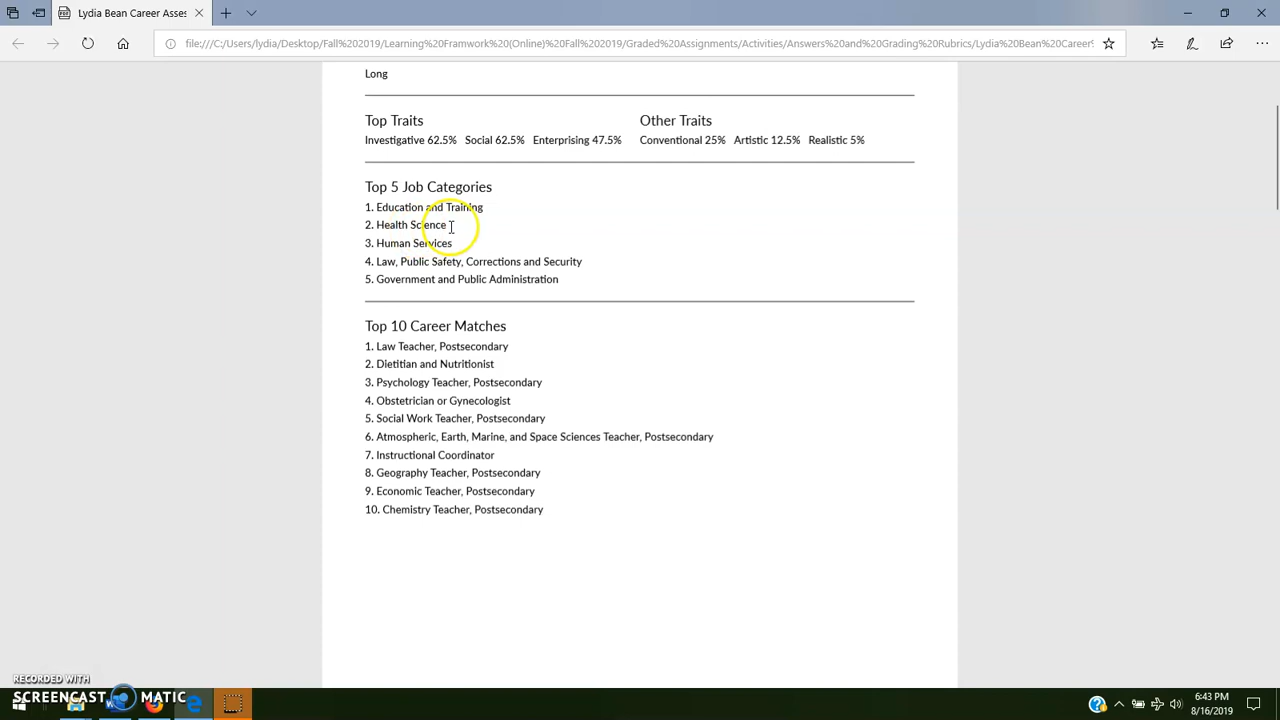 Lydia Bean Career Asses
file:///C:/Users/lydia/Desktop/Fall%202019/Learning%20Framwork%20(Online)%20Fall%202019/Graded%20Assignments/Activities/Answers%20and%20Grading%20Rubrics/Lydia%20Bean%20Career%
Long
Top Traits
Investigative 62.5% Social 62.5% Enterprising 47.5%
Other Traits
Conventional 25% Artistic 12.5% Realistic 5%
Top 5 Job Categories
1. Education and Training
2. Health Science
3. Human Services
4. Law, Public Safety, Corrections and Security
5. Government and Public Administration
Top 10 Career Matches
1. Law Teacher, Postsecondary
2. Dietitian and Nutritionist
3. Psychology Teacher, Postsecondary
4. Obstetrician or Gynecologist
5. Social Work Teacher, Postsecondary
6. Atmospheric, Earth, Marine, and Space Sciences Teacher, Postsecondary
7. Instructional Coordinator
8. Geography Teacher, Postsecondary
9. Economic Teacher, Postsecondary
10. Chemistry Teacher, Postsecondary
RECORDED WITH
SCREENCAST MATIC
6:43 PM
8/16/2019